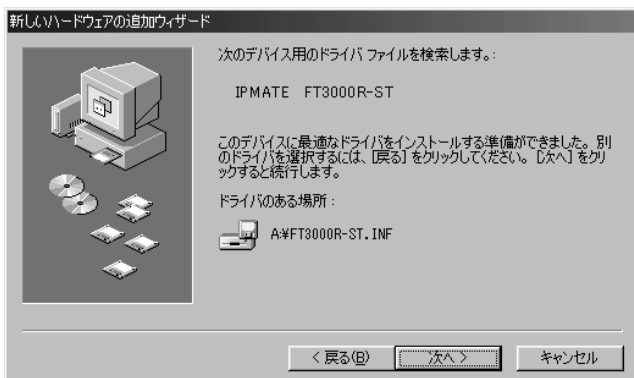 新しいハードウェアの追加ウィザード
次のデバイス用のドライバ ファイルを検索します。:
IPMATE FT3000R-ST
このデバイスに最適なドライバをインストールする準備ができました。別
のドライバを選択するには、[戻る] をクリックしてください。[次へ] をクリ
ックすると続行します。
ドライバのある場所:
A:¥FT3000R-ST.INF
< 戻る(B)
次へ >
キャンセル